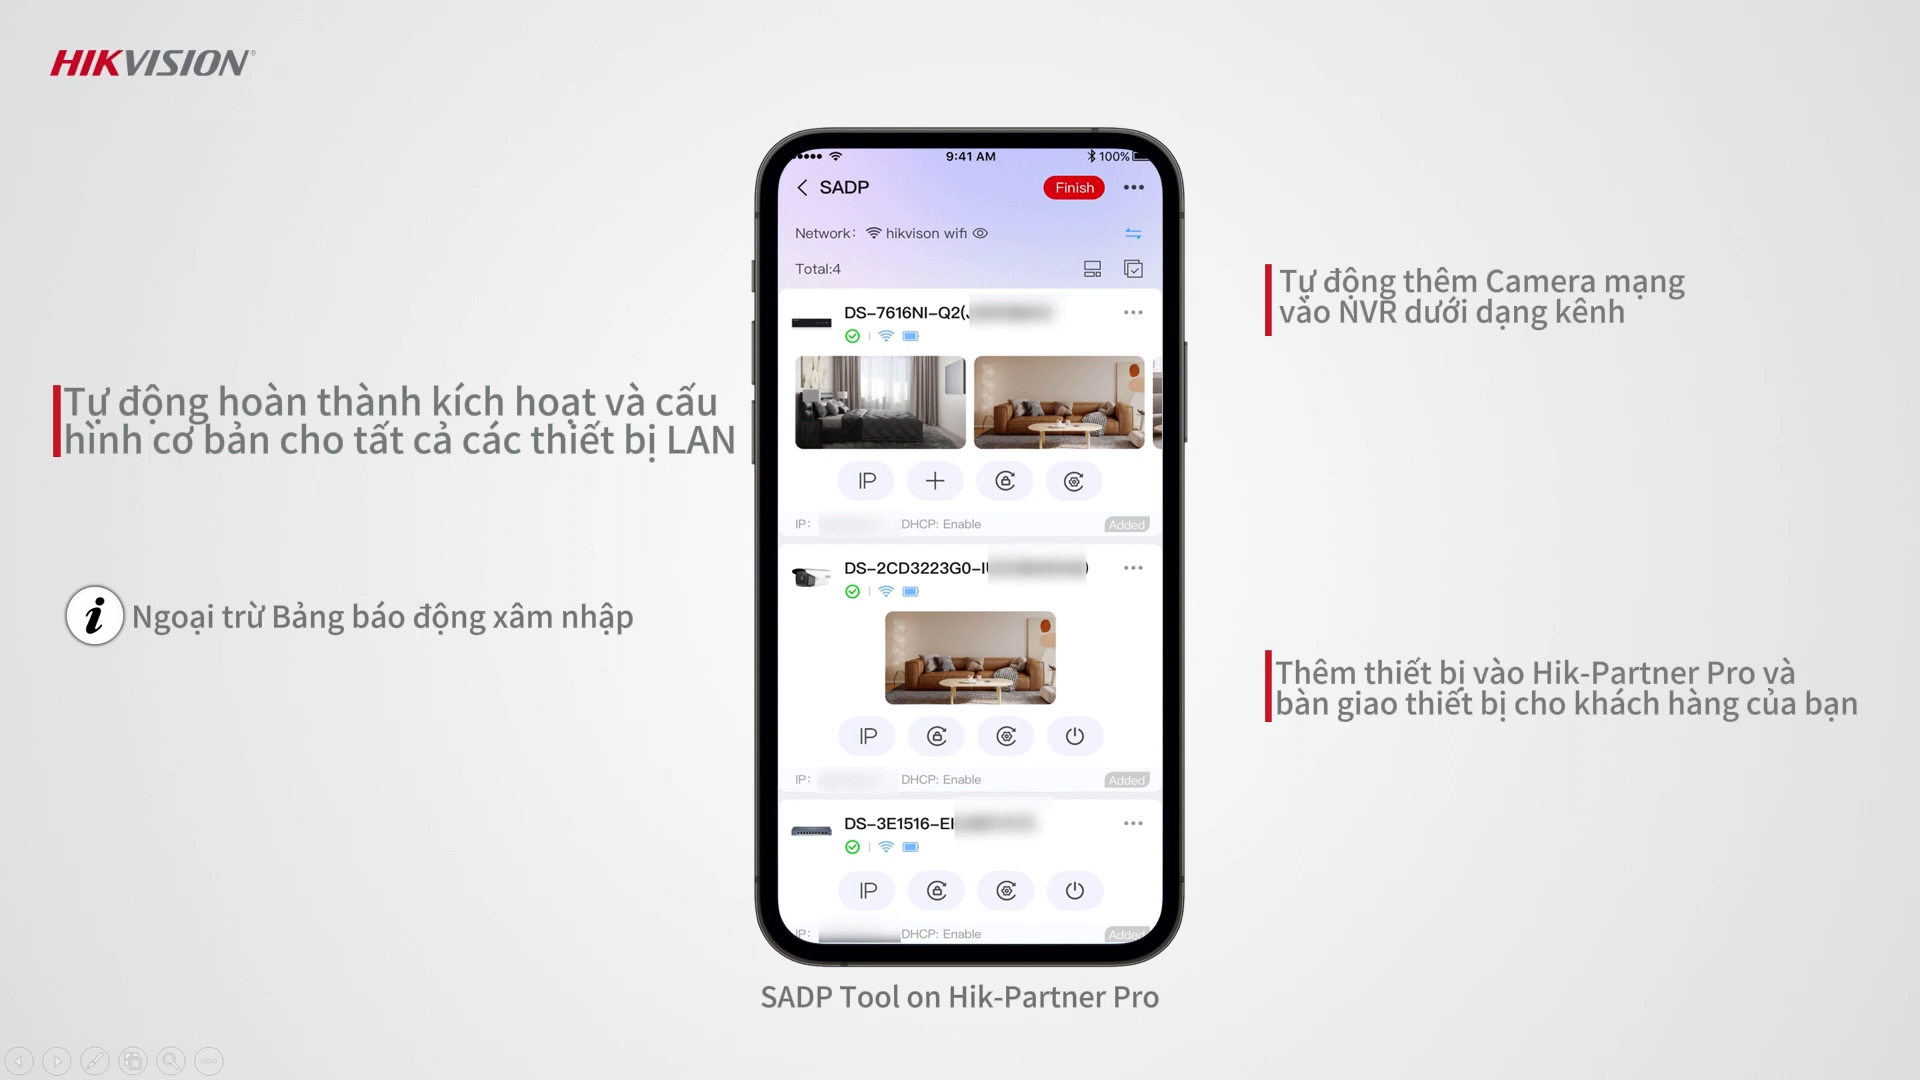 HIKVISION
Tự động hoàn thành kích hoạt và cấu
hình cơ bản cho tất cả các thiết bị LAN
Ngoại trừ Bảng báo động xâm nhập
9:41 AM
100%
SADP
Finish
Network: hikvison wifi
Total:4
DS-7616NI-Q2(
IP
IP: DHCP: Enable
Added
DS-2CD3223G0-I )
IP
IP: DHCP: Enable
Added
DS-3E1516-EI
IP
IP: DHCP: Enable
Added
SADP Tool on Hik-Partner Pro
Tự động thêm Camera mạng
vào NVR dưới dạng kênh
Thêm thiết bị vào Hik-Partner Pro và
bàn giao thiết bị cho khách hàng của bạn